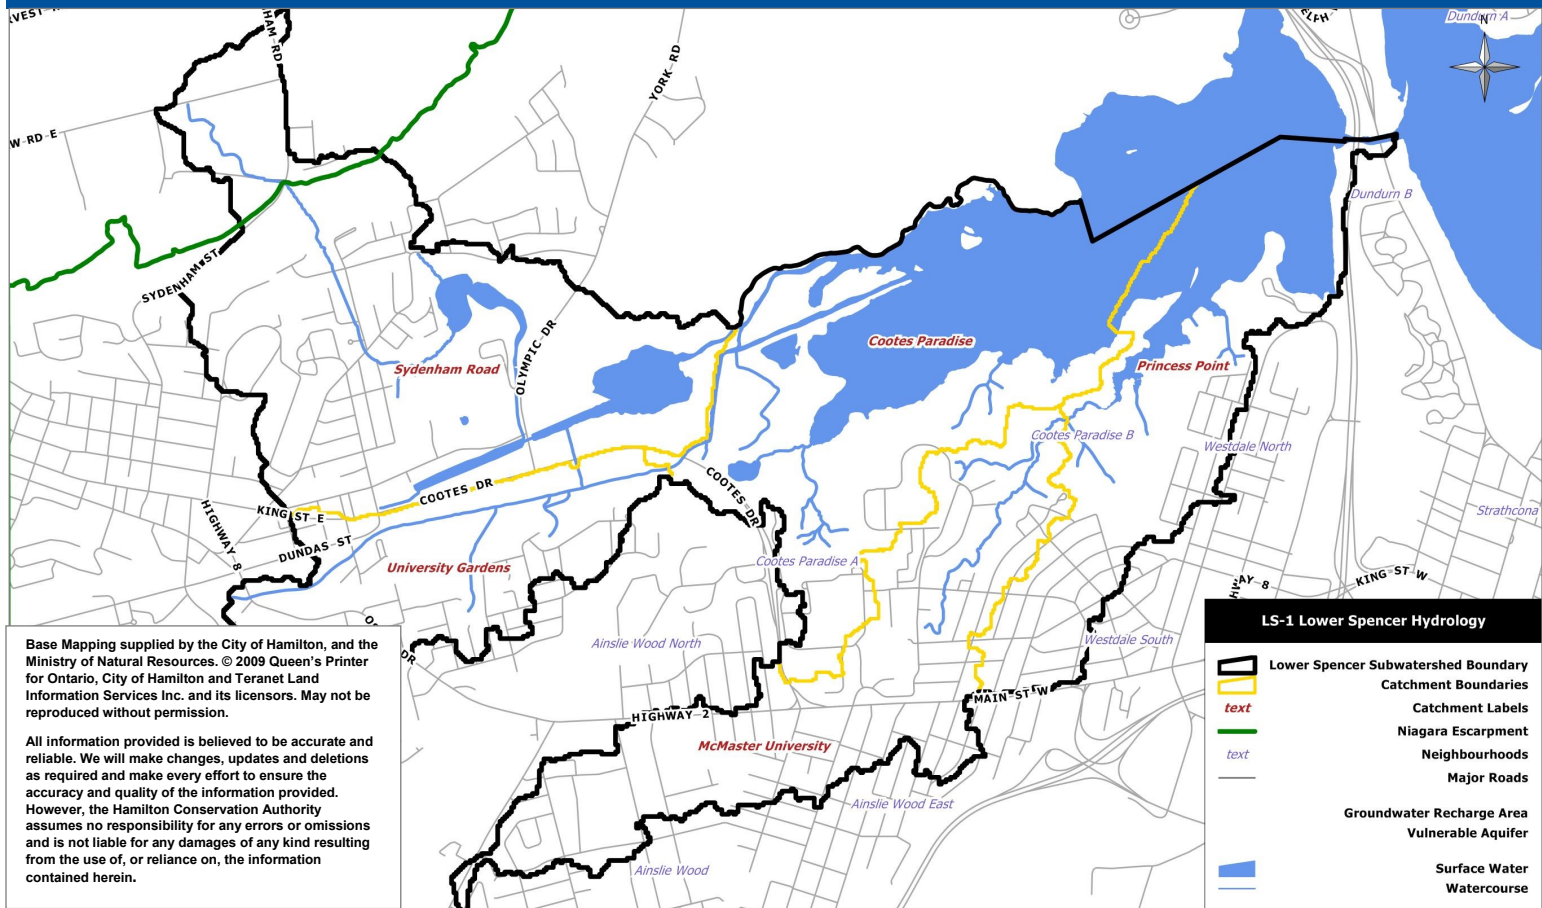 HAM RD
YORK RD
ELPH
Dundurn A
N
W RD E
Dundurn B
SYDENHAM ST
OLYMPIC DR
Cootes Paradise
Sydenham Road
Princess Point
Cootes Paradise B
Westdale North
COOTES DR
COOTES DR
KING ST E
HIGHWAY 8
DUNDAS ST
Strathcona
Cootes Paradise A
University Gardens
KING ST W
WAY 8
DR
Ainslie Wood North
Westdale South
MAIN ST W
HIGHWAY 2
McMaster University
Ainslie Wood East
Ainslie Wood
Base Mapping supplied by the City of Hamilton, and the
Ministry of Natural Resources. © 2009 Queen's Printer
for Ontario, City of Hamilton and Teranet Land
Information Services Inc. and its licensors. May not be
reproduced without permission.
All information provided is believed to be accurate and
reliable. We will make changes, updates and deletions
as required and make every effort to ensure the
accuracy and quality of the information provided.
However, the Hamilton Conservation Authority
assumes no responsibility for any errors or omissions
and is not liable for any damages of any kind resulting
from the use of, or reliance on, the information
contained herein.
LS-1 Lower Spencer Hydrology
Lower Spencer Subwatershed Boundary
Catchment Boundaries
text Catchment Labels
Niagara Escarpment
text Neighbourhoods
Major Roads
Groundwater Recharge Area
Vulnerable Aquifer
Surface Water
Watercourse